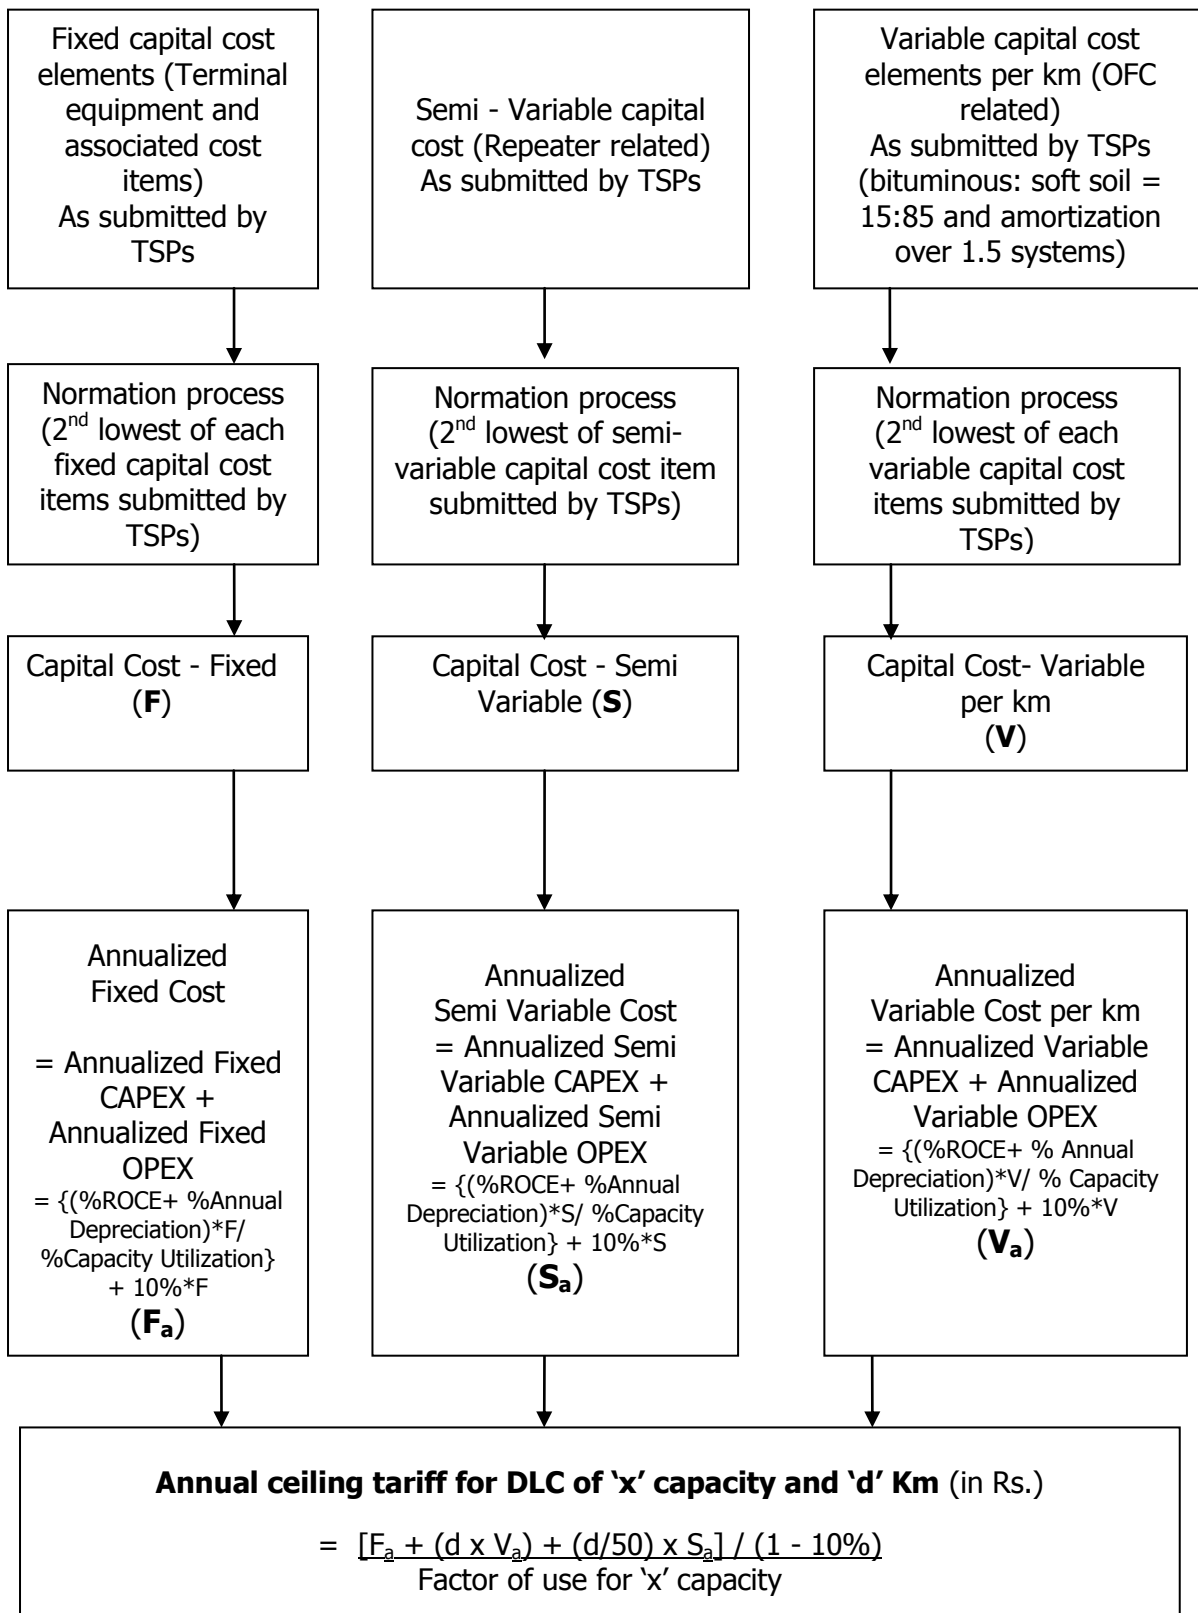 Fixed capital cost
elements (Terminal
equipment and
associated cost
items)
As submitted by
TSPs
Semi - Variable capital
cost (Repeater related)
As submitted by TSPs
Variable capital cost
elements per km (OFC
related)
As submitted by TSPs
(bituminous: soft soil =
15:85 and amortization
over 1.5 systems)
Normation process
(2nd lowest of each
fixed capital cost
items submitted by
TSPs)
Normation process
(2nd lowest of semi-
variable capital cost item
submitted by TSPs)
Normation process
(2nd lowest of each
variable capital cost
items submitted by
TSPs)
Capital Cost - Fixed
(F)
Capital Cost - Semi
Variable (S)
Capital Cost- Variable
per km
(V)
Annualized
Fixed Cost
= Annualized Fixed
CAPEX +
Annualized Fixed
OPEX
= {(%ROCE+ %Annual
Depreciation)*F/
%Capacity Utilization}
+ 10%*F
(Fa)
Annualized
Semi Variable Cost
= Annualized Semi
Variable CAPEX +
Annualized Semi
Variable OPEX
= {(%ROCE+ %Annual
Depreciation)*S/ %Capacity
Utilization} + 10%*S
(Sa)
Annualized
Variable Cost per km
= Annualized Variable
CAPEX + Annualized
Variable OPEX
= {(%ROCE+ % Annual
Depreciation)*V/ % Capacity
Utilization} + 10%*V
(Va)
Annual ceiling tariff for DLC of ‘x’ capacity and ‘d’ Km (in Rs.)
= [Fa + (d x Va) + (d/50) x Sa] / (1 - 10%)
Factor of use for ‘x’ capacity